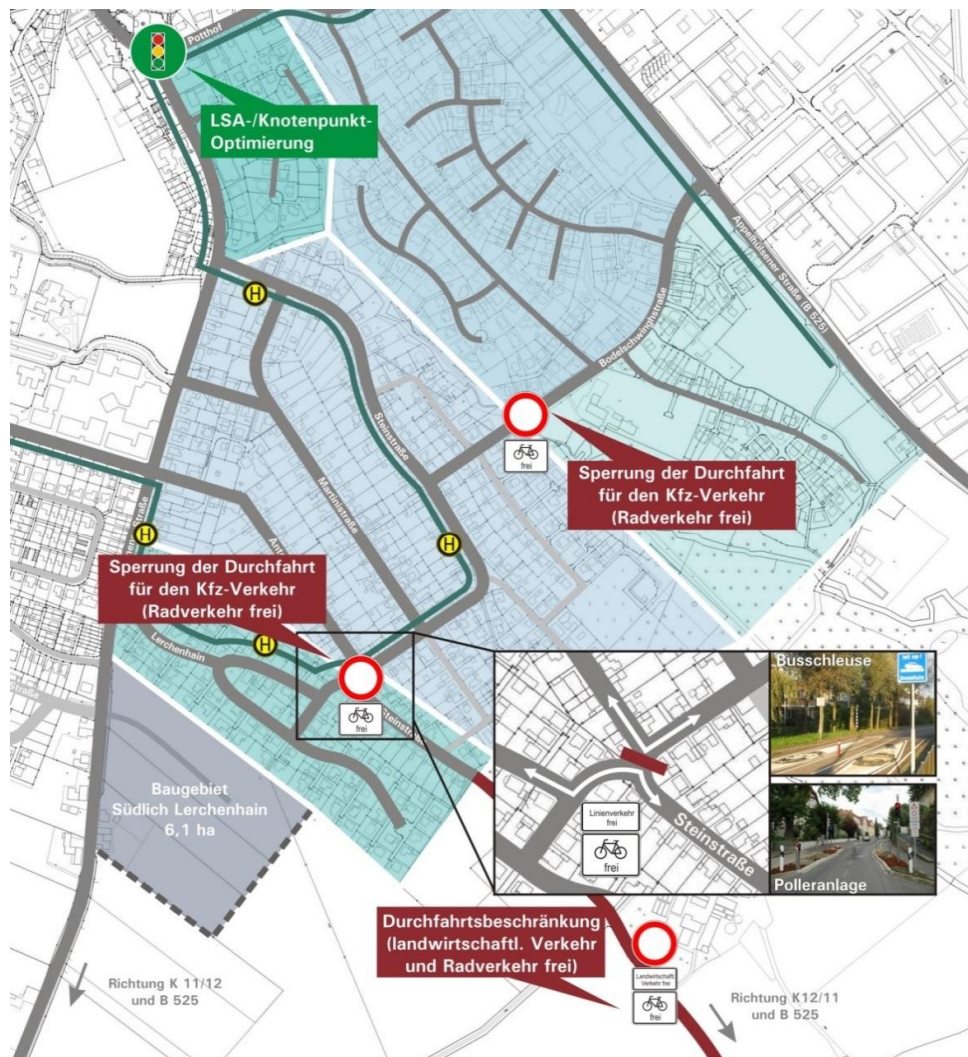 Potthof
LSA-/Knotenpunkt-
Optimierung
Appelhülsener Straße (B 525)
Bodelschwinghstraße
H
Steinstraße
frei
Sperrung der Durchfahrt
für den Kfz-Verkehr
(Radverkehr frei)
Martinistraße
H
H
Straße
Sperrung der Durchfahrt
für den Kfz-Verkehr
(Radverkehr frei)
Lerchenhain
H
frei
Steinstr
Busschleuse
Linienverkehr
frei
frei
Steinstraße
Polleranlage
Baugebiet
Südlich Lerchenhain
6,1 ha
Durchfahrtsbeschränkung
(landwirtschaftl. Verkehr
und Radverkehr frei)
Landwirtschaftl.
Verkehr frei
frei
Richtung K 11/12
und B 525
Richtung K12/11
und B 525